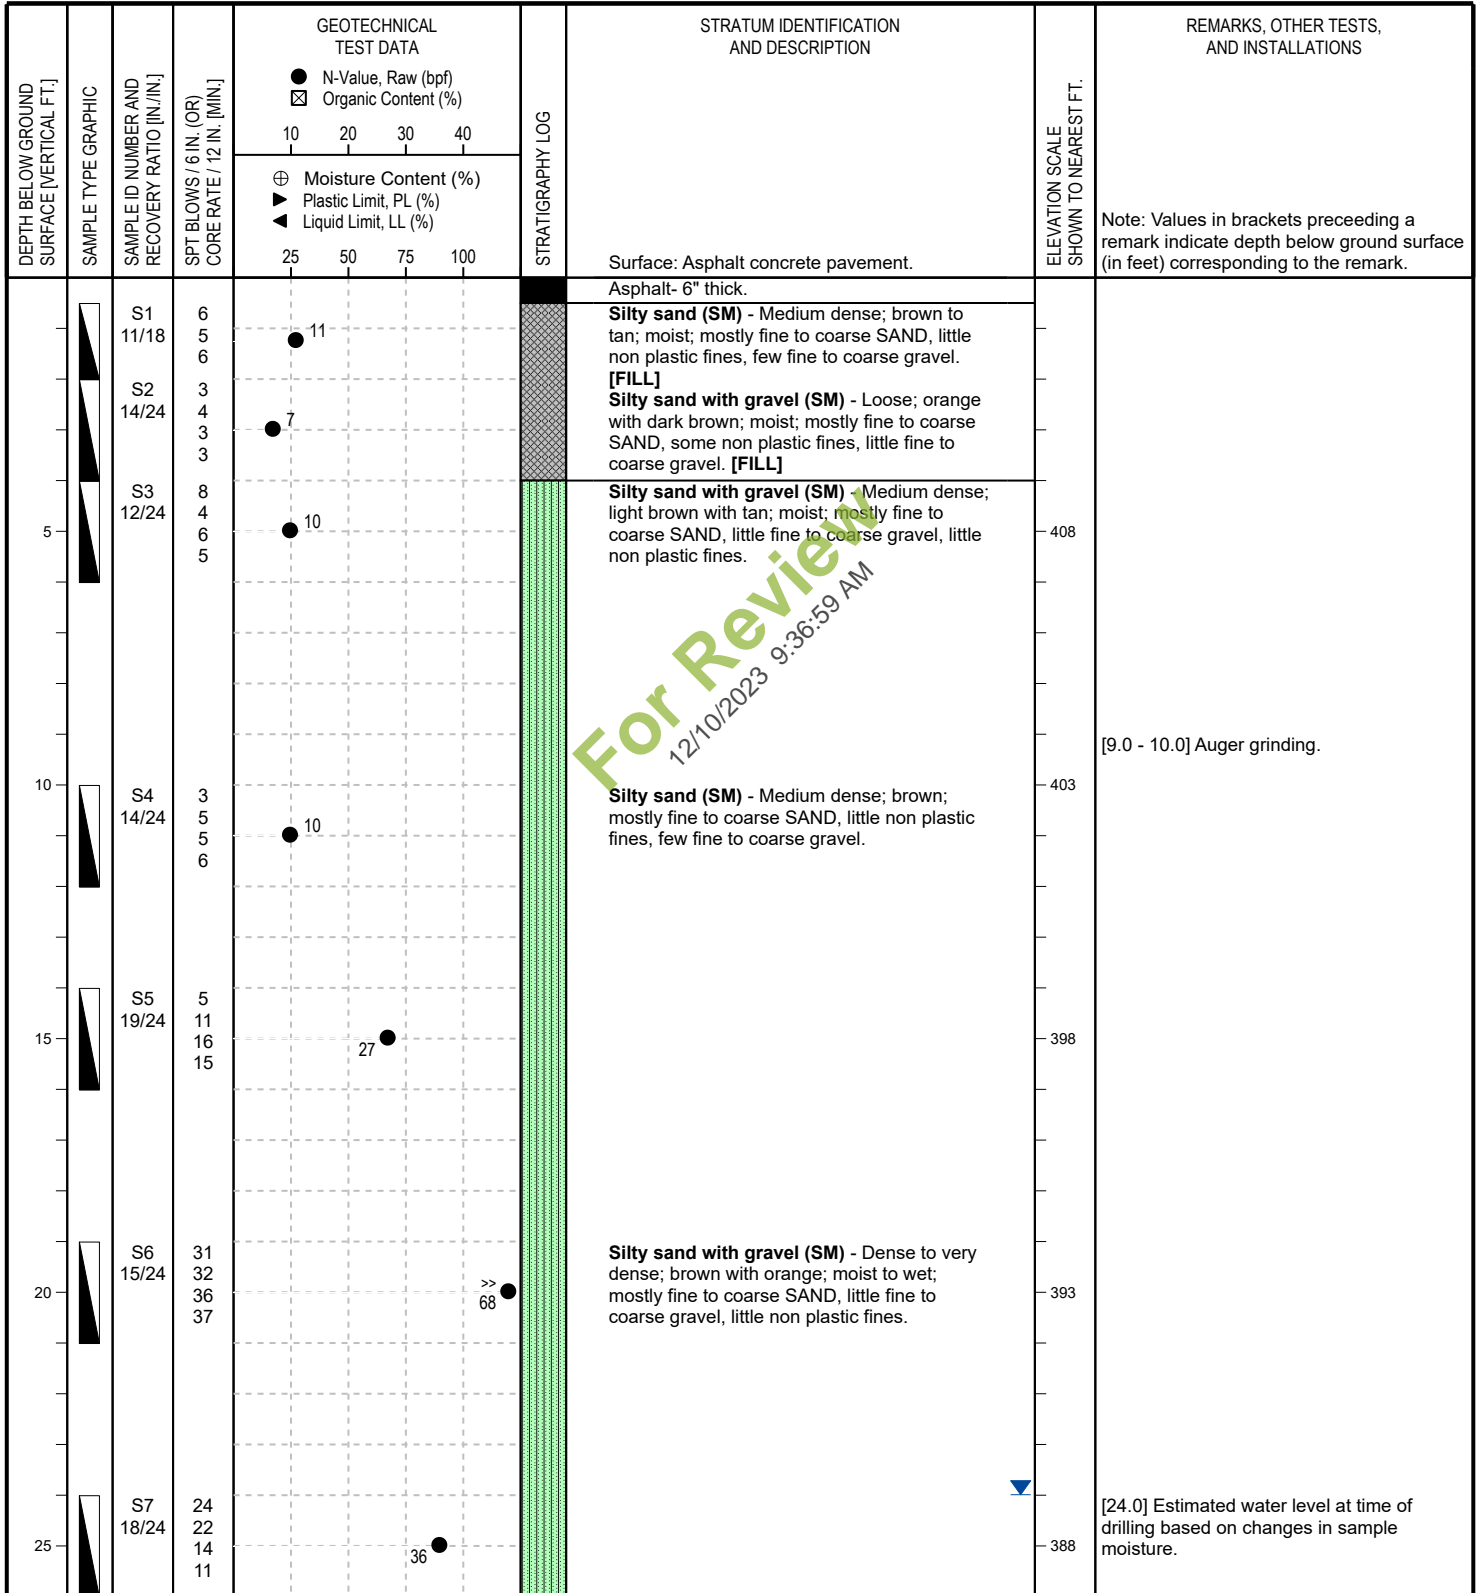 DEPTH BELOW GROUND
SURFACE [VERTICAL FT.]
SAMPLE TYPE GRAPHIC
SAMPLE ID NUMBER AND
RECOVERY RATIO [IN./IN.]
SPT BLOWS / 6 IN. (OR)
CORE RATE / 12 IN. [MIN.]
GEOTECHNICAL
TEST DATA
N-Value, Raw (bpf)
Organic Content (%)
10 20 30 40
Moisture Content (%)
Plastic Limit, PL (%)
Liquid Limit, LL (%)
25 50 75 100
STRATIGRAPHY LOG
STRATUM IDENTIFICATION
AND DESCRIPTION
Surface: Asphalt concrete pavement.
ELEVATION SCALE
SHOWN TO NEAREST FT.
REMARKS, OTHER TESTS,
AND INSTALLATIONS
Note: Values in brackets preceeding a
remark indicate depth below ground surface
(in feet) corresponding to the remark.
Asphalt- 6" thick.
S1
11/18
6
5
6
11
Silty sand (SM) - Medium dense; brown to
tan; moist; mostly fine to coarse SAND, little
non plastic fines, few fine to coarse gravel.
[FILL]
S2
14/24
3
4
3
3
7
Silty sand with gravel (SM) - Loose; orange
with dark brown; moist; mostly fine to coarse
SAND, some non plastic fines, little fine to
coarse gravel. [FILL]
S3
12/24
8
4
6
5
10
5
Silty sand with gravel (SM) - Medium dense;
light brown with tan; moist; mostly fine to
coarse SAND, little fine to coarse gravel, little
non plastic fines.
408
For Review
12/10/2023 9:36:59 AM
[9.0 - 10.0] Auger grinding.
10
S4
14/24
3
5
5
6
10
Silty sand (SM) - Medium dense; brown;
mostly fine to coarse SAND, little non plastic
fines, few fine to coarse gravel.
403
15
S5
19/24
5
11
16
15
27
398
20
S6
15/24
31
32
36
37
>>
68
Silty sand with gravel (SM) - Dense to very
dense; brown with orange; moist to wet;
mostly fine to coarse SAND, little fine to
coarse gravel, little non plastic fines.
393
25
S7
18/24
24
22
14
11
36
388
[24.0] Estimated water level at time of
drilling based on changes in sample
moisture.